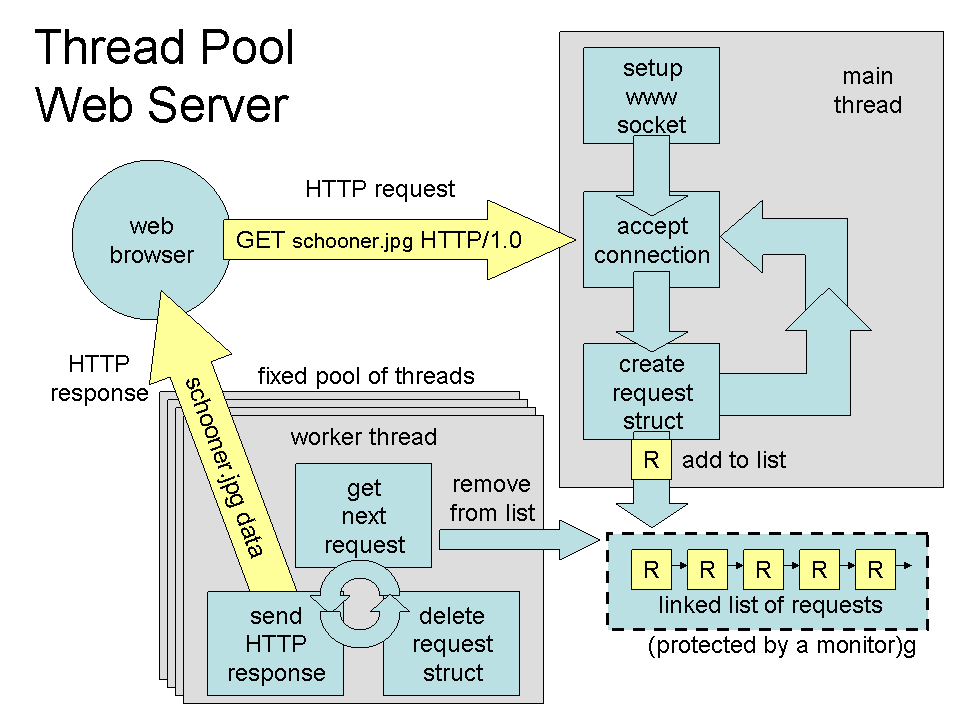 Thread Pool
Web Server
setup
www
socket
main
thread
HTTP request
web
browser
GET schooner.jpg HTTP/1.0
accept
connection
HTTP
response
schooner.jpg data
fixed pool of threads
create
request
struct
worker thread
R
add to list
get
next
request
remove
from list
R R R R R
linked list of requests
(protected by a monitor)g
send
HTTP
response
delete
request
struct